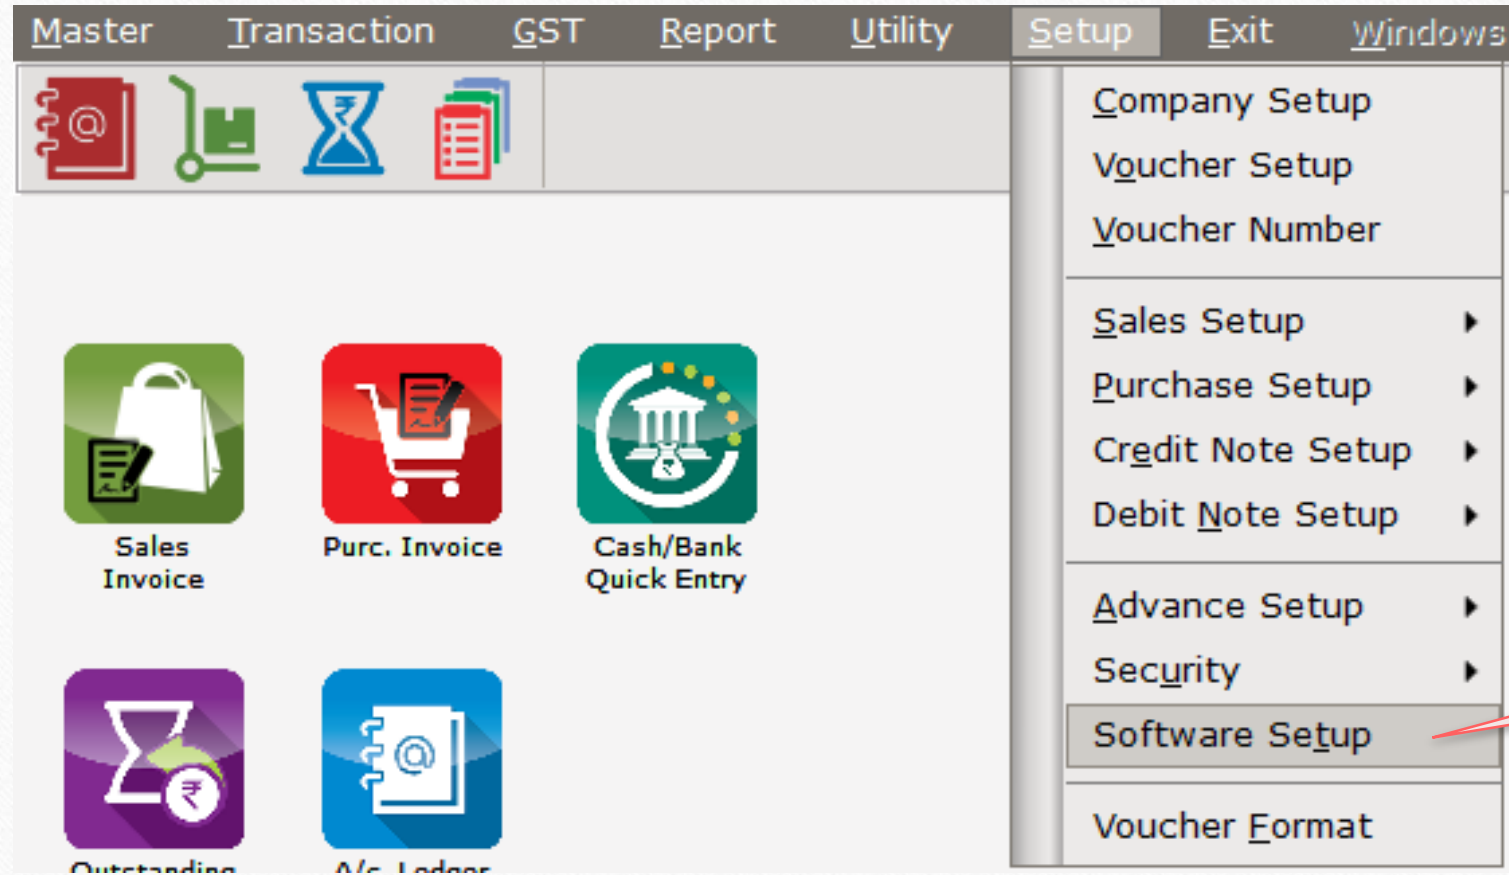 Master Transaction GST Report Utility Setup Exit Windows
Company Setup
Voucher Setup
Voucher Number
Sales Setup
Purchase Setup
Credit Note Setup
Debit Note Setup
Advance Setup
Security
Software Setup
Voucher Format
Sales
Invoice
Purc. Invoice
Cash/Bank
Quick Entry
Outstanding
A/c. Ledger